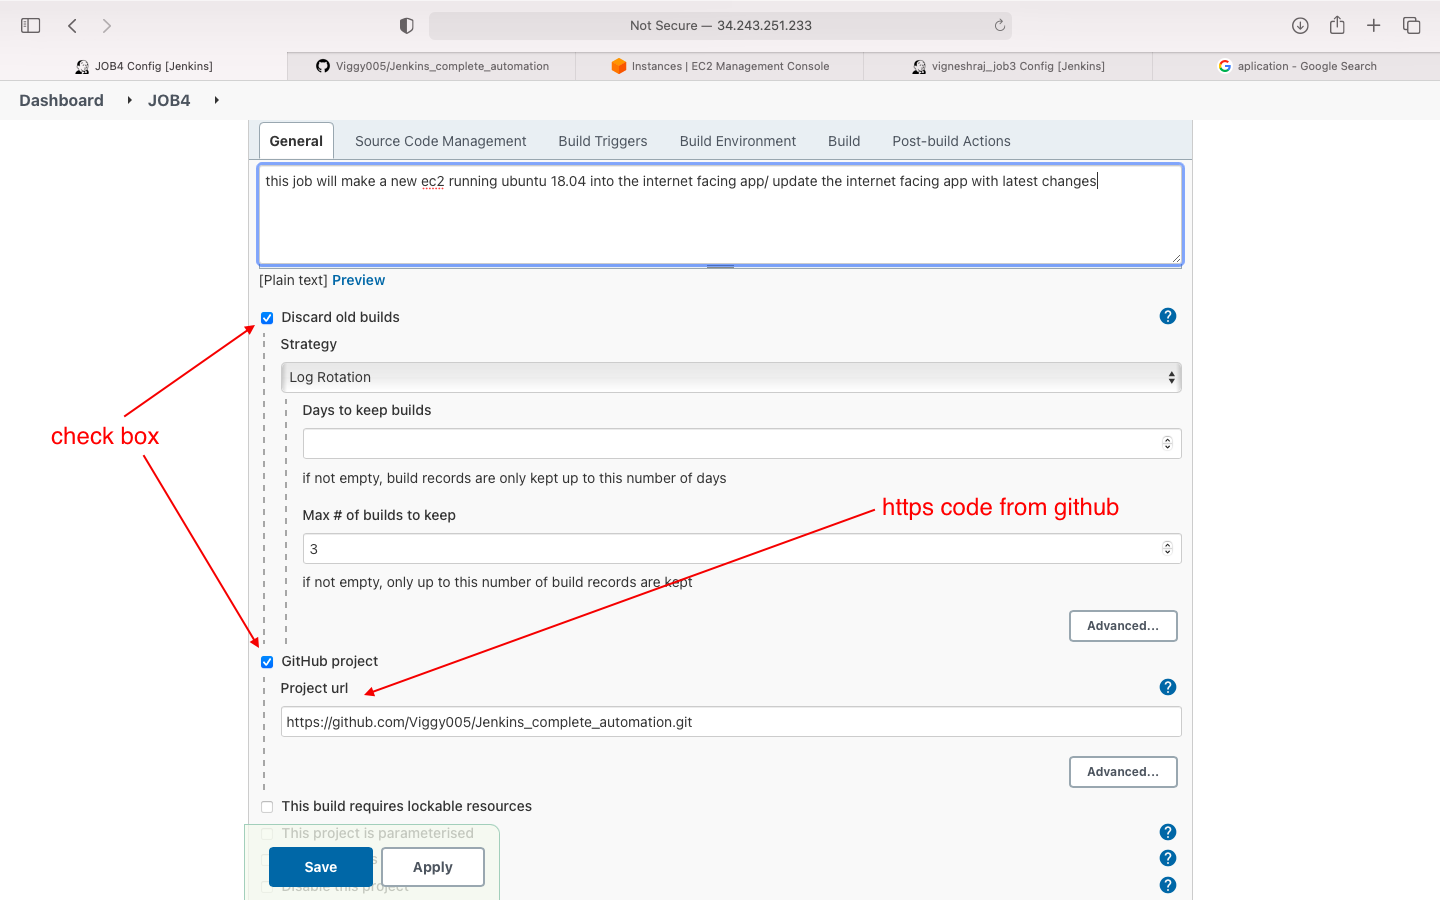 Not Secure — 34.243.251.233
JOB4 Config [Jenkins]
Viggy005/Jenkins_complete_automation
Instances | EC2 Management Console
vigneshraj_job3 Config [Jenkins]
aplication - Google Search
Dashboard
JOB4
General
Source Code Management
Build Triggers
Build Environment
Build
Post-build Actions
this job will make a new ec2 running ubuntu 18.04 into the internet facing app/ update the internet facing app with latest changes
[Plain text] Preview
Discard old builds
Strategy
Log Rotation
Days to keep builds
check box
if not empty, build records are only kept up to this number of days
https code from github
Max # of builds to keep
3
if not empty, only up to this number of build records are kept
Advanced...
GitHub project
Project url
https://github.com/Viggy005/Jenkins_complete_automation.git
Advanced...
This build requires lockable resources
This project is parameterised
Save
Apply
Disable this project